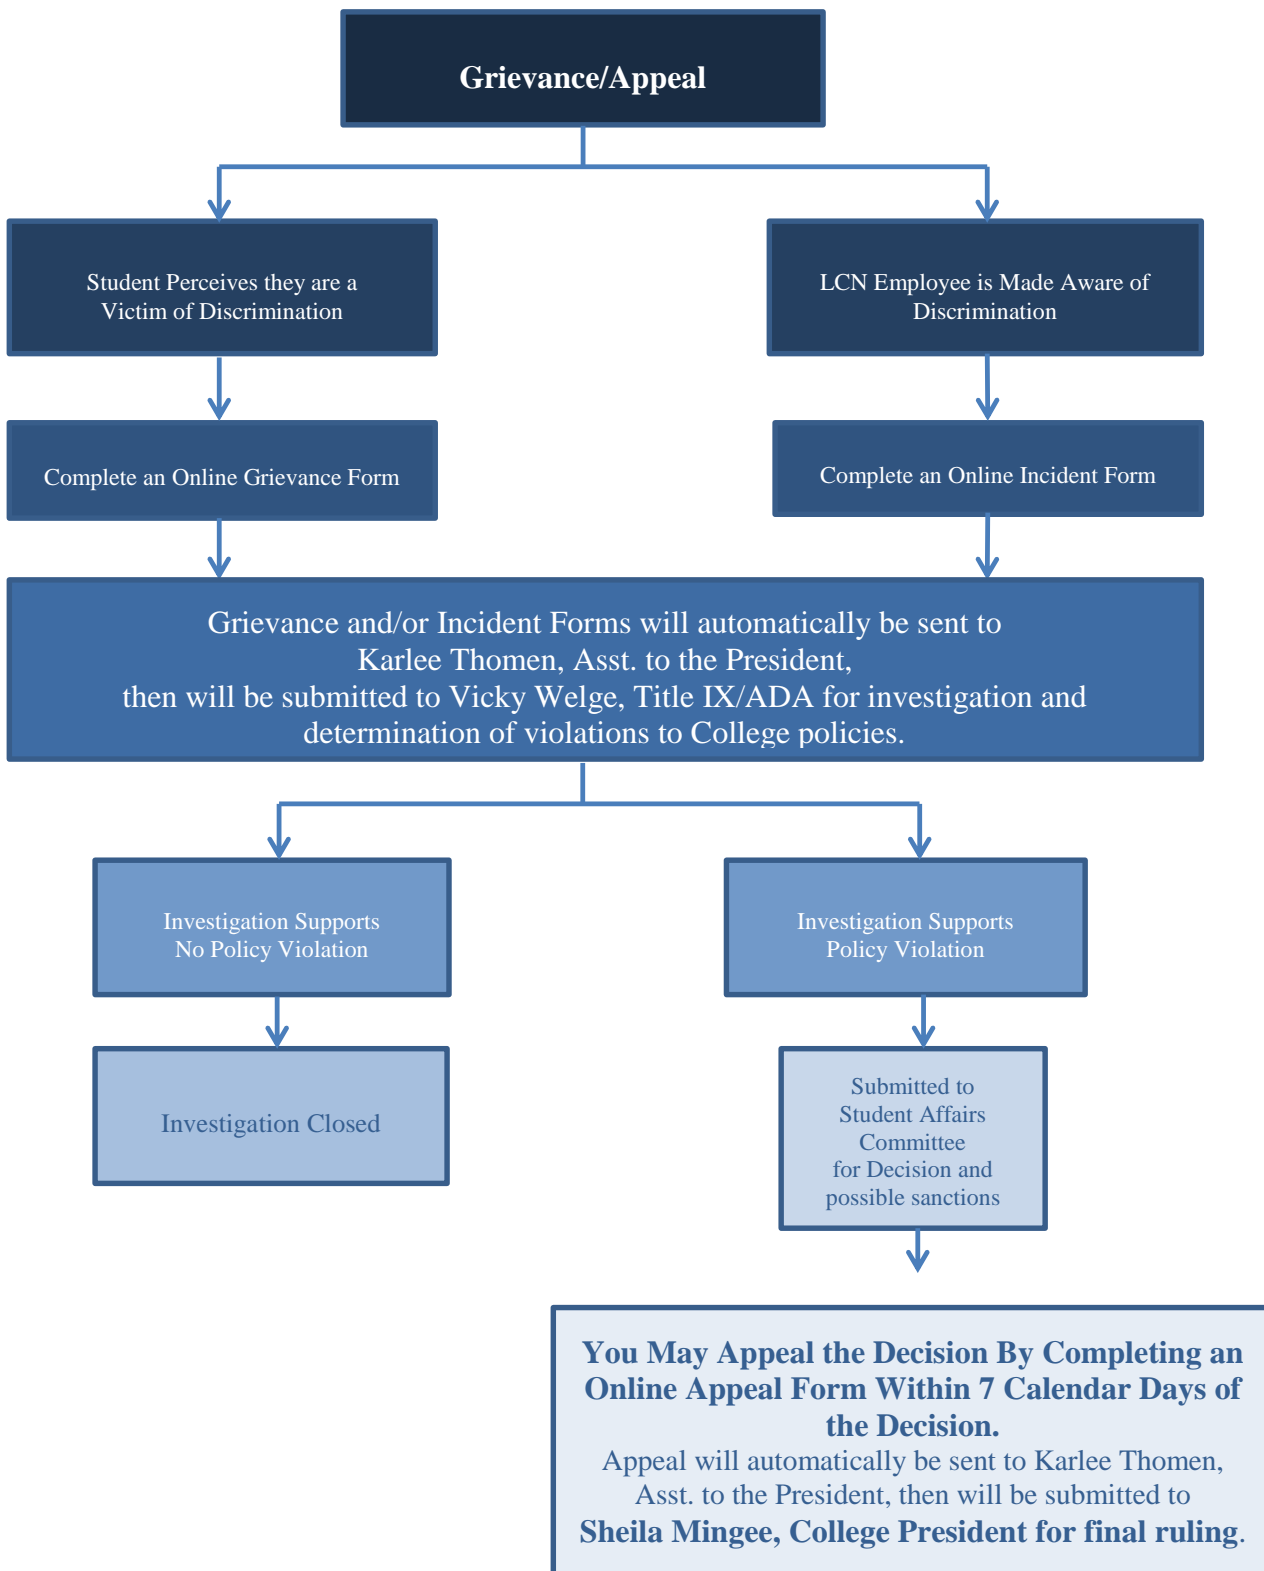 Grievance/Appeal
Student Perceives they are a
Victim of Discrimination
LCN Employee is Made Aware of
Discrimination
Complete an Online Grievance Form
Complete an Online Incident Form
Grievance and/or Incident Forms will automatically be sent to
Karlee Thomen, Asst. to the President,
then will be submitted to Vicky Welge, Title IX/ADA for investigation and
determination of violations to College policies.
Investigation Supports
No Policy Violation
Investigation Supports
Policy Violation
Investigation Closed
Submitted to
Student Affairs
Committee
for Decision and
possible sanctions
You May Appeal the Decision By Completing an
Online Appeal Form Within 7 Calendar Days of
the Decision.
Appeal will automatically be sent to Karlee Thomen,
Asst. to the President, then will be submitted to
Sheila Mingee, College President for final ruling.